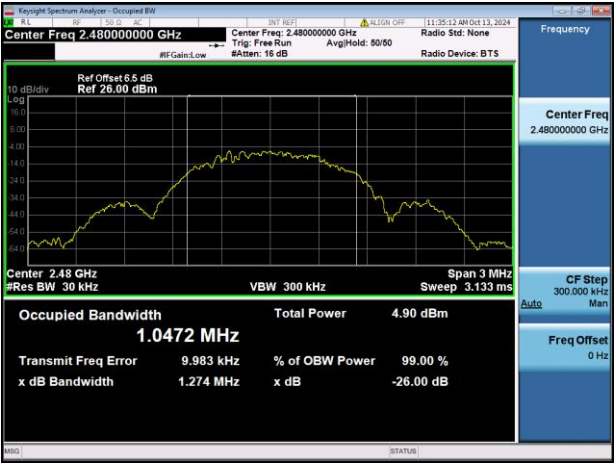 Keysight Spectrum Analyzer - Occupied BW
RL RF 50 Ω AC INT REF ALIGN OFF 11:35:12 AM Oct 13, 2024
Center Freq 2.480000000 GHz
Center Freq: 2.480000000 GHz Radio Std: None
Trig: Free Run Avg|Hold: 50/50
#IFGain:Low #Atten: 16 dB Radio Device: BTS
Frequency
Ref Offset 6.5 dB
10 dB/div Ref 26.00 dBm
Log
16.0
6.00
-4.00
-14.0
-24.0
-34.0
-44.0
-54.0
-64.0
Center 2.48 GHz Span 3 MHz
#Res BW 30 kHz VBW 300 kHz Sweep 3.133 ms
Center Freq
2.480000000 GHz
CF Step
300.000 kHz
Auto Man
Freq Offset
0 Hz
Occupied Bandwidth Total Power 4.90 dBm
1.0472 MHz
Transmit Freq Error 9.983 kHz % of OBW Power 99.00 %
x dB Bandwidth 1.274 MHz x dB -26.00 dB
MSG STATUS